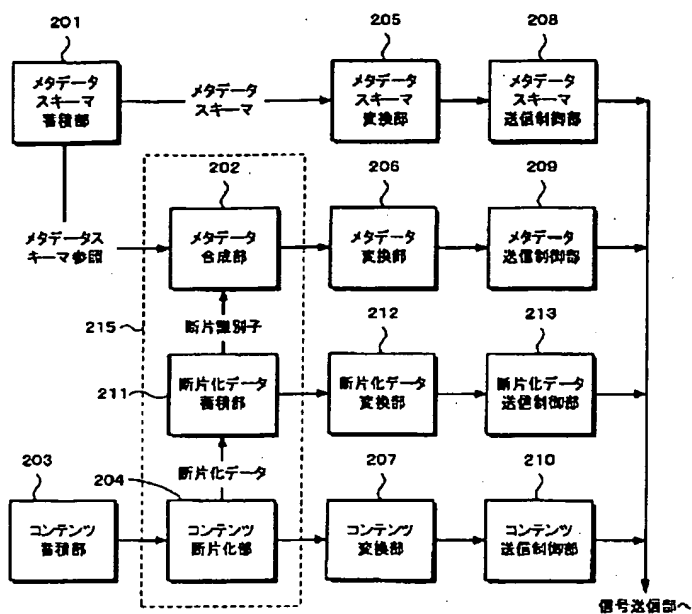 201
205
208
メタデータ
スキーマ
蓄積部
メタデータ
スキーマ
メタデータ
スキーマ
変換部
メタデータ
スキーマ
送信制御部
202
206
209
メタデータス
キーマ参照
メタデータ
合成部
メタデータ
変換部
メタデータ
送信制御部
215
断片識別子
212
213
211
断片化データ
蓄積部
断片化データ
変換部
断片化データ
送信制御部
203
204
断片化データ
207
210
コンテンツ
蓄積部
コンテンツ
断片化部
コンテンツ
変換部
コンテンツ
送信制御部
信号送信部へ